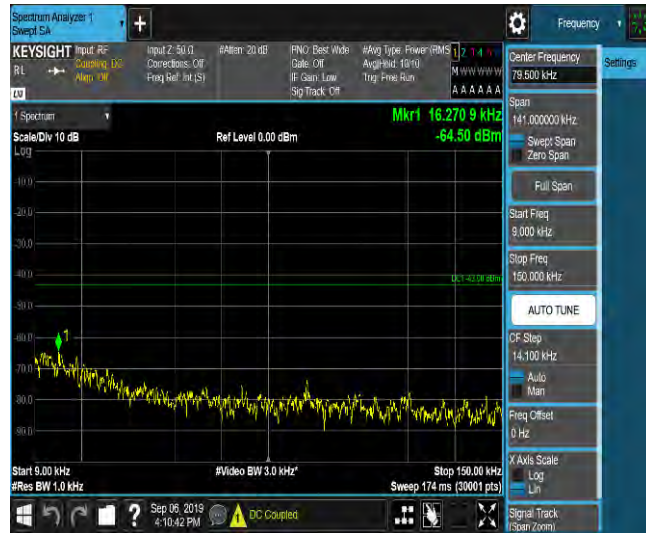 Spectrum Analyzer 1
Swept SA
+
Frequency
KEYSIGHT
RL
Input: RF
Coupling: DC
Align: Off
Input Z: 50 Ω
Corrections: Off
Freq Ref: Int (S)
#Atten: 20 dB
PNO: Best Wide
Gate: Off
IF Gain: Low
Sig Track: Off
#Avg Type: Power (RMS
Avg|Hold: 10/10
Trig: Free Run
M W W W W W
A A A A A A
1 Spectrum
Scale/Div 10 dB
Log
Ref Level 0.00 dBm
Mkr1 16.270 9 kHz
-64.50 dBm
-10.0
-20.0
-30.0
-40.0
-50.0
-60.0
-70.0
-80.0
-90.0
DL1 -43.00 dBm
1
Start 9.00 kHz
#Res BW 1.0 kHz
#Video BW 3.0 kHz*
Stop 150.00 kHz
Sweep 174 ms (30001 pts)
Sep 06, 2019
4:10:42 PM
DC Coupled
?
Center Frequency
79.500 kHz
Settings
Span
141.000000 kHz
Swept Span
Zero Span
Full Span
Start Freq
9.000 kHz
Stop Freq
150.000 kHz
AUTO TUNE
CF Step
14.100 kHz
Auto
Man
Freq Offset
0 Hz
X Axis Scale
Log
Lin
Signal Track
(Span Zoom)